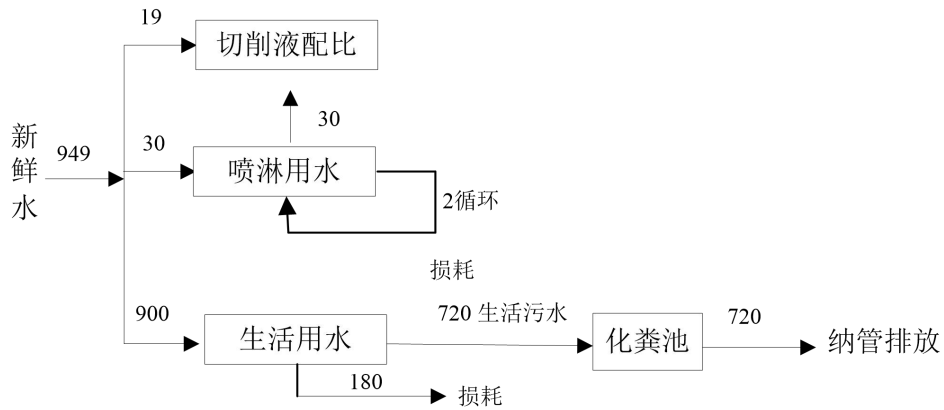 19
切削液配比
30
新鲜水
949
30
喷淋用水
2循环
损耗
900
生活用水
720 生活污水
化粪池
720
纳管排放
180
损耗